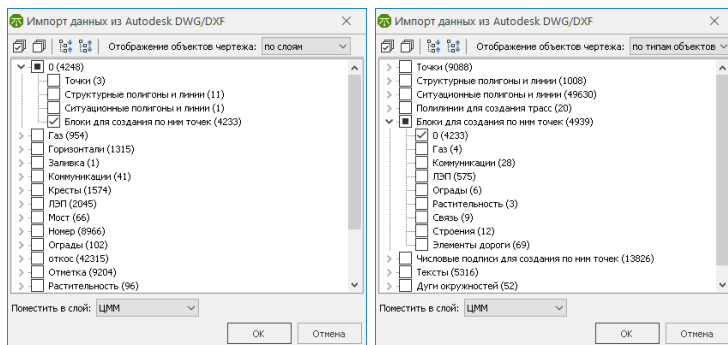 Импорт данных из Autodesk DWG/DXF
Отображение объектов чертежа: по слоям
0 (4248)
Точки (3)
Структурные полигоны и линии (11)
Ситуационные полигоны и линии (1)
Блоки для создания по ним точек (4233)
Газ (954)
Горизонтали (1315)
Заливка (1)
Коммуникации (41)
Кресты (1574)
ЛЭП (2045)
Мост (66)
Номер (8966)
Ограды (102)
откос (42315)
Отметка (9204)
Растительность (96)
Поместить в слой: ЦММ
ОК Отмена
Импорт данных из Autodesk DWG/DXF
Отображение объектов чертежа: по типам объектов
Точки (9088)
Структурные полигоны и линии (1008)
Ситуационные полигоны и линии (49630)
Полилинии для создания трасс (20)
Блоки для создания по ним точек (4939)
0 (4233)
Газ (4)
Коммуникации (28)
ЛЭП (575)
Ограды (6)
Растительность (3)
Связь (9)
Строения (12)
Элементы дороги (69)
Числовые подписи для создания по ним точек (13826)
Тексты (5316)
Дуги окружностей (52)
Поместить в слой: ЦММ
ОК Отмена